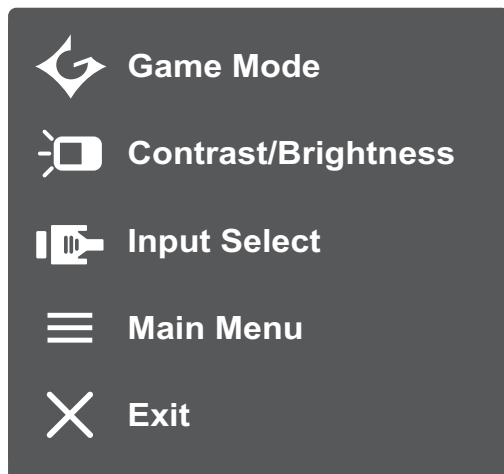 Game Mode
Contrast/Brightness
Input Select
Main Menu
Exit